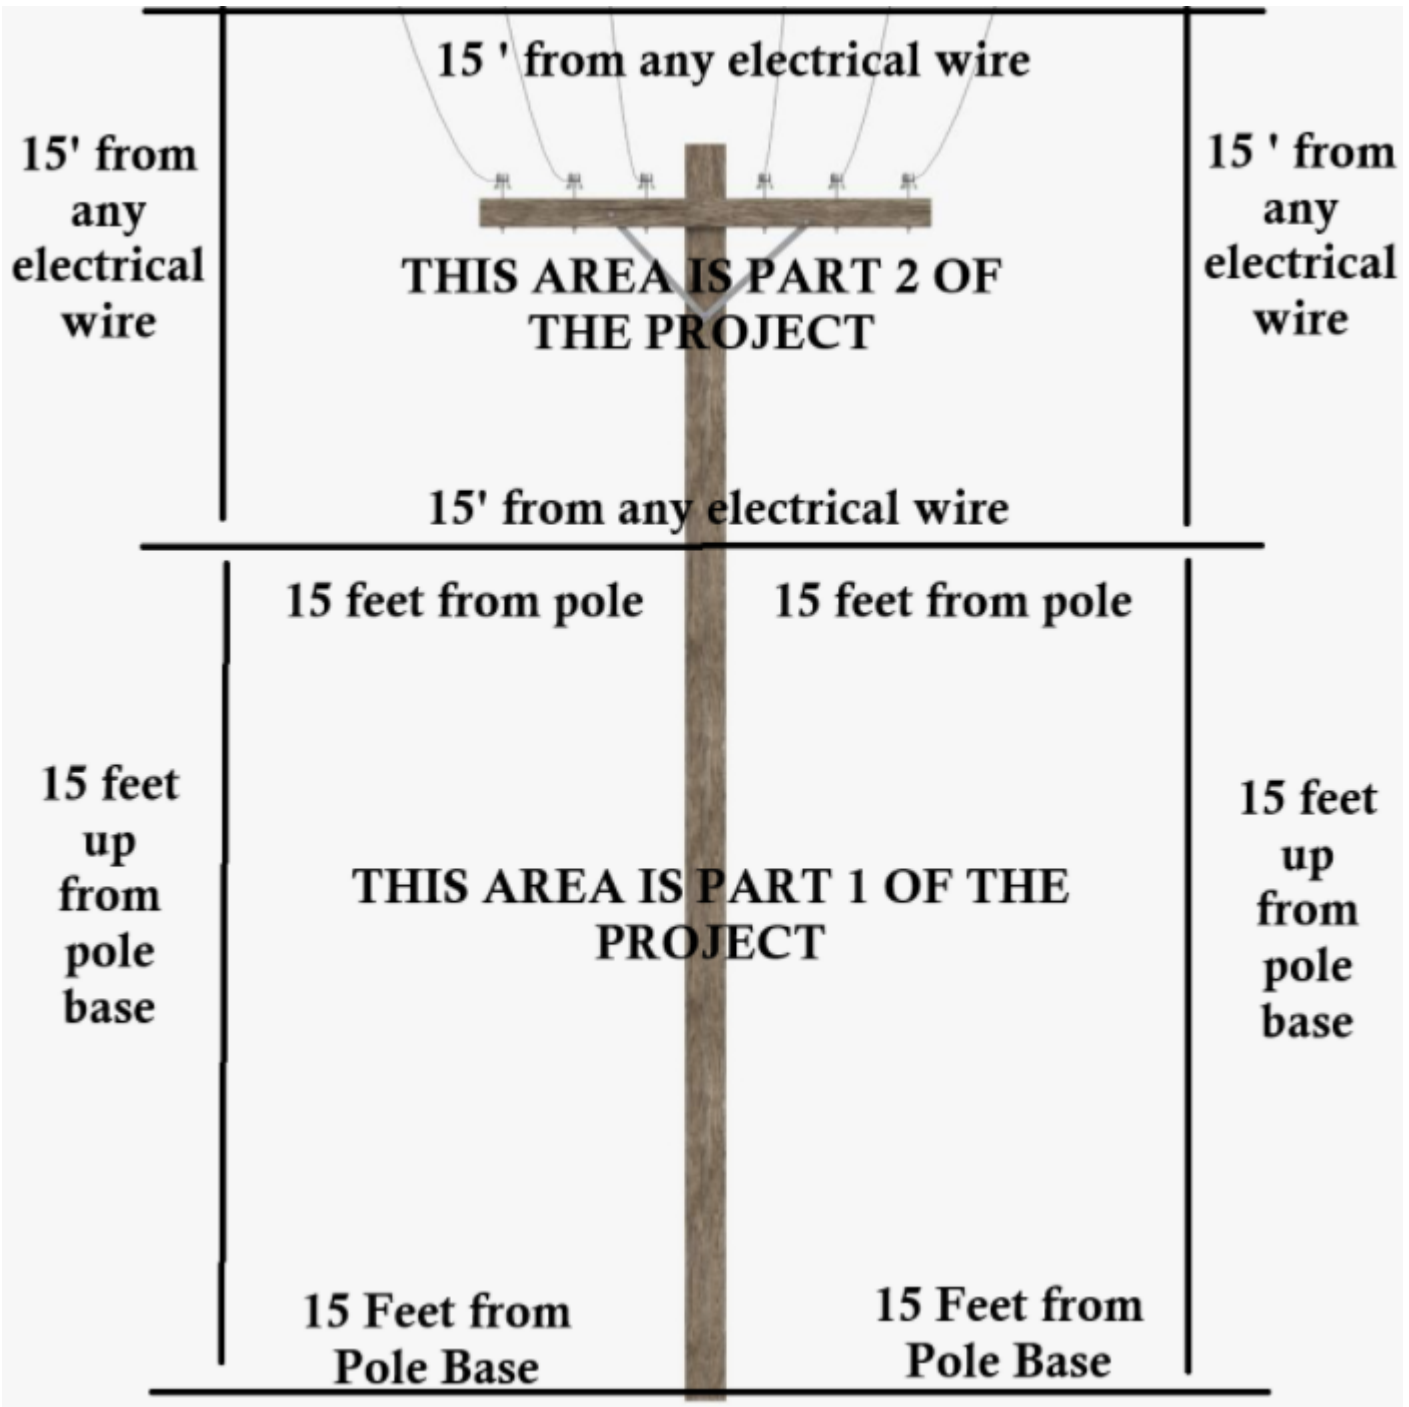 15 ' from any electrical wire
15' from
any
electrical
wire
15 ' from
any
electrical
wire
THIS AREA IS PART 2 OF
THE PROJECT
15' from any electrical wire
15 feet from pole
15 feet from pole
15 feet
up
from
pole
base
15 feet
up
from
pole
base
THIS AREA IS PART 1 OF THE
PROJECT
15 Feet from
Pole Base
15 Feet from
Pole Base